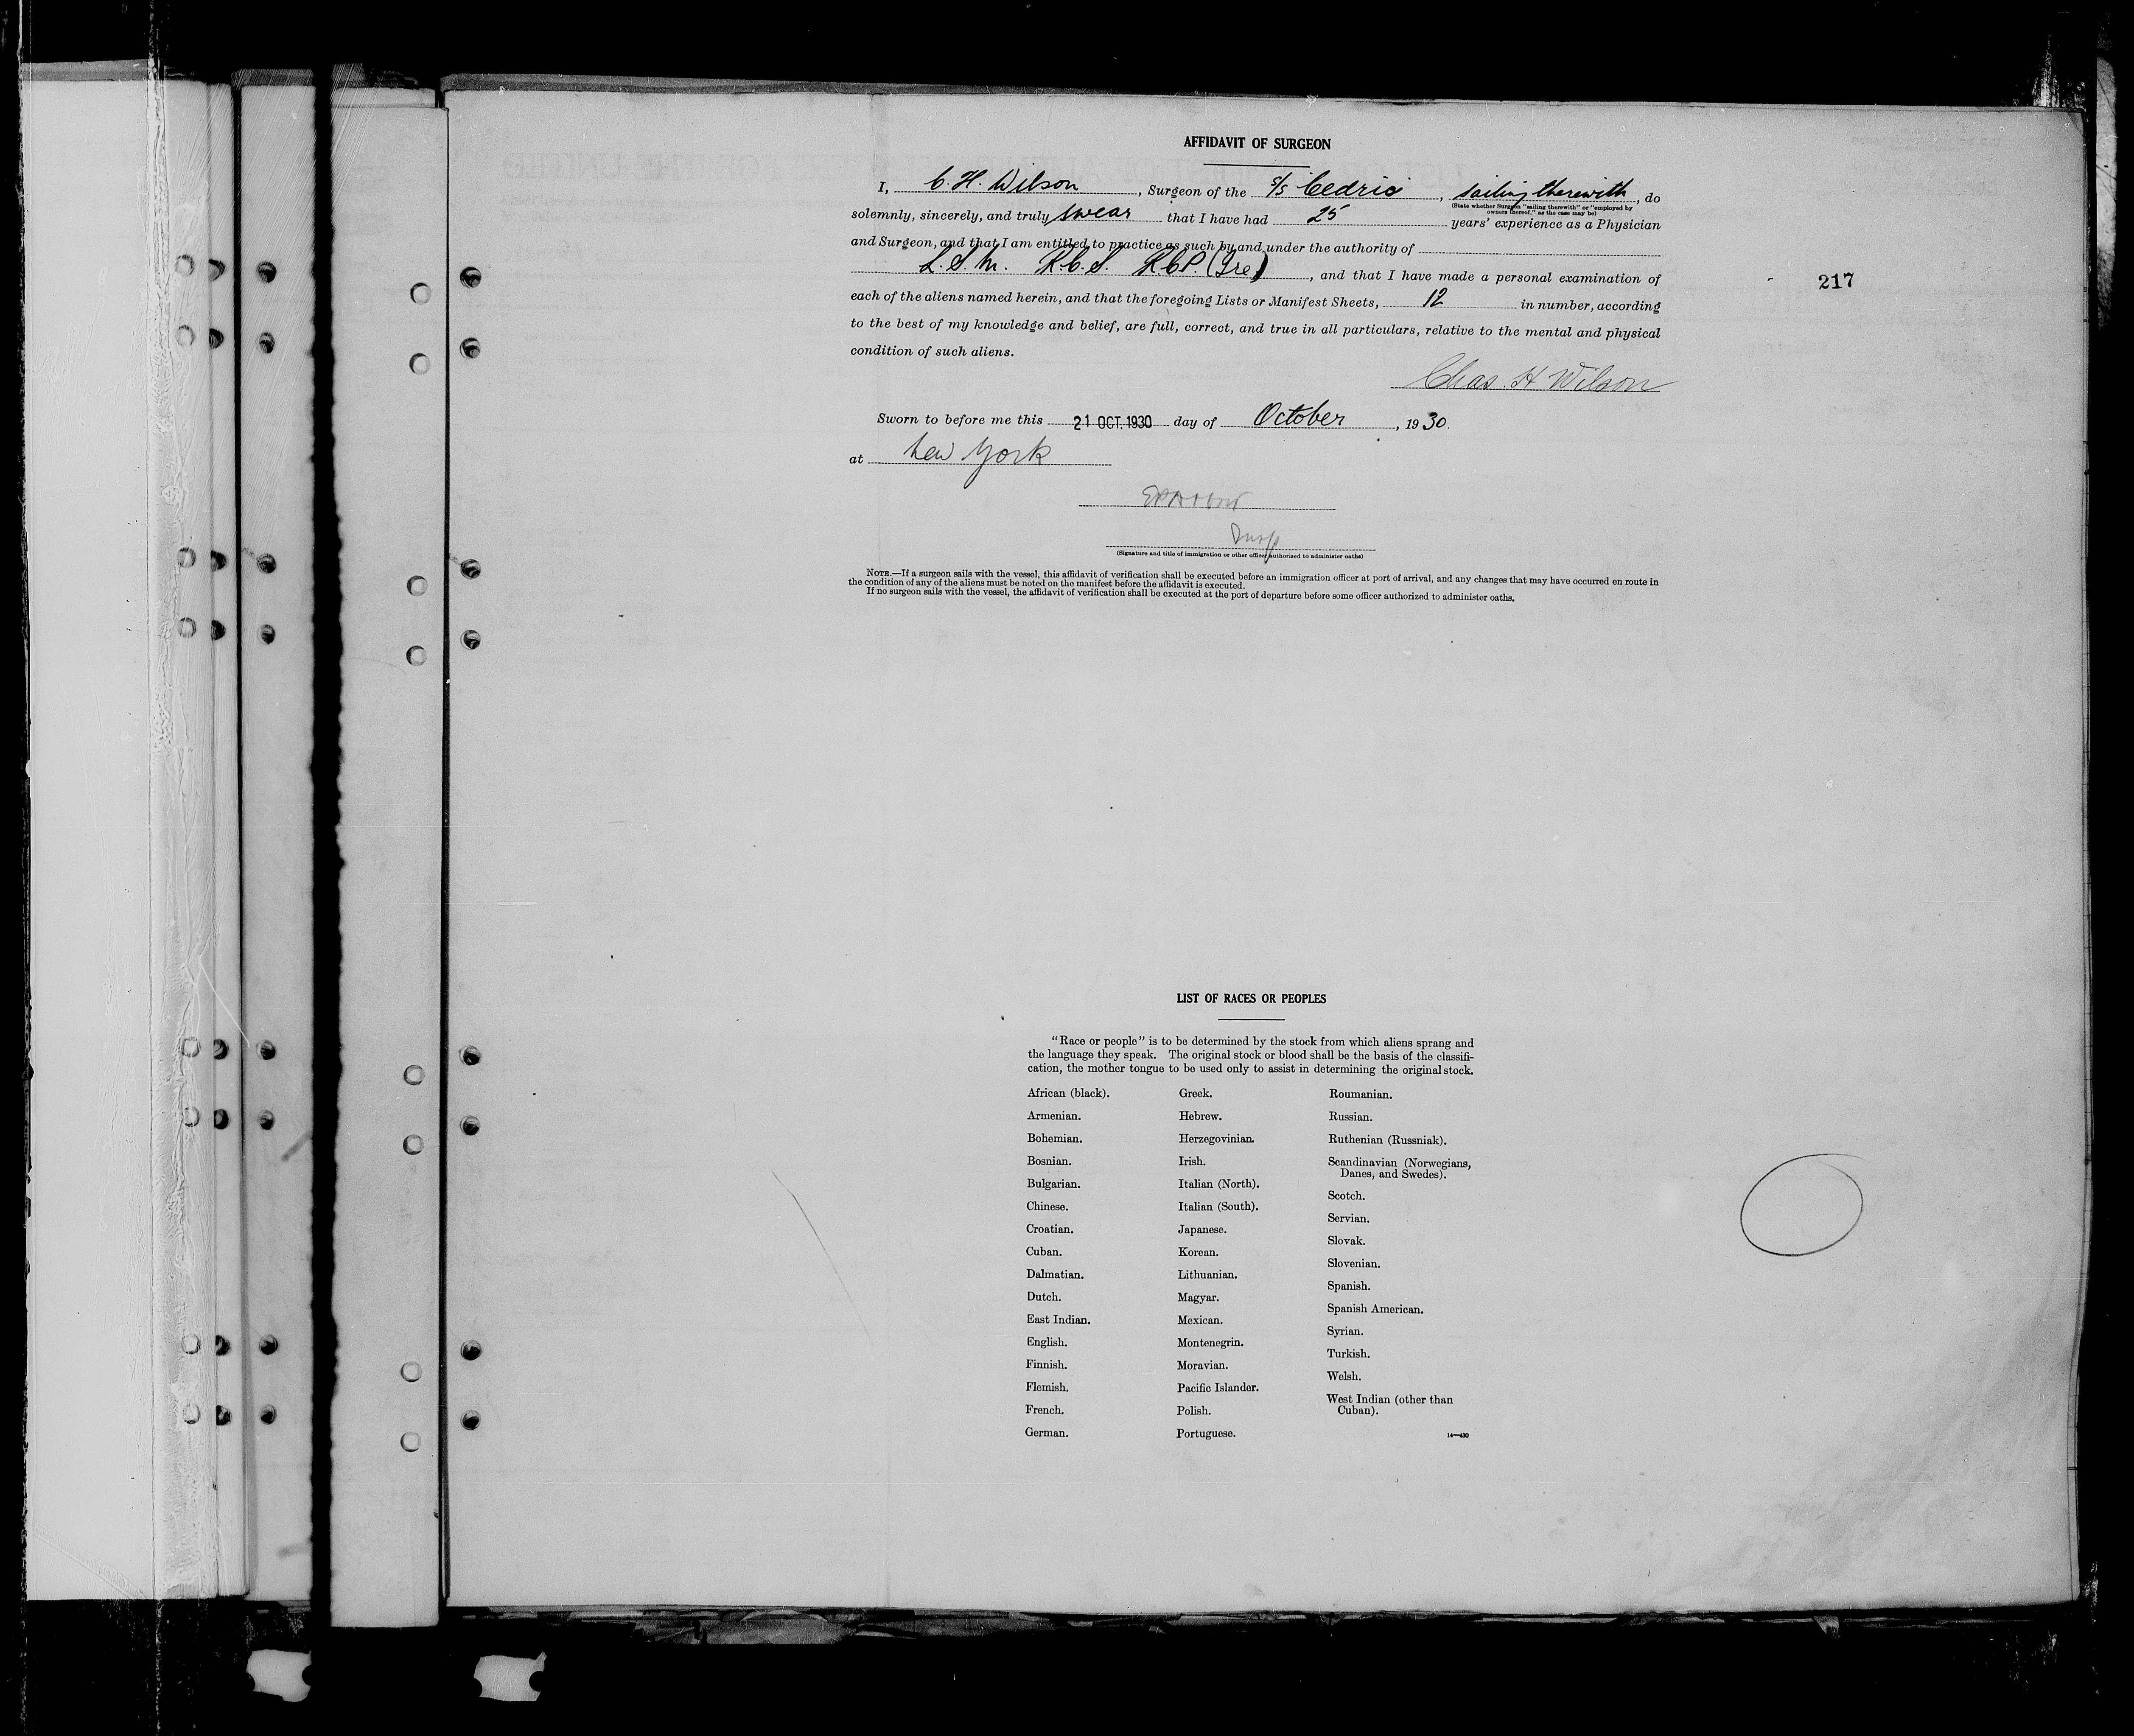 AFFIDAVIT OF SURGEON
I, C. H. Wilson, Surgeon of the S/S Cedric, sailing therewith, do
(State whether Surgeon "sailing therewith" or "employed by
owners thereof," as the case may be)
solemnly, sincerely, and truly swear that I have had 25 years' experience as a Physician
and Surgeon, and that I am entitled to practice as such by and under the authority of
L. S. M. R.C.S. R.C.P. (Ire), and that I have made a personal examination of
217
each of the aliens named herein, and that the foregoing Lists or Manifest Sheets, 12 in number, according
to the best of my knowledge and belief, are full, correct, and true in all particulars, relative to the mental and physical
condition of such aliens.
Chas. H Wilson
Sworn to before me this 21 OCT. 1930 day of October, 1930.
at New York
Insp
(Signature and title of immigration or other officer authorized to administer oaths)
NOTE.—If a surgeon sails with the vessel, this affidavit of verification shall be executed before an immigration officer at port of arrival, and any changes that may have occurred en route in
the condition of any of the aliens must be noted on the manifest before the affidavit is executed.
If no surgeon sails with the vessel, the affidavit of verification shall be executed at the port of departure before some officer authorized to administer oaths.
LIST OF RACES OR PEOPLES
"Race or people" is to be determined by the stock from which aliens sprang and
the language they speak. The original stock or blood shall be the basis of the classifi-
cation, the mother tongue to be used only to assist in determining the original stock.
African (black).
Armenian.
Bohemian.
Bosnian.
Bulgarian.
Chinese.
Croatian.
Cuban.
Dalmatian.
Dutch.
East Indian.
English.
Finnish.
Flemish.
French.
German.
Greek.
Hebrew.
Herzegovinian.
Irish.
Italian (North).
Italian (South).
Japanese.
Korean.
Lithuanian.
Magyar.
Mexican.
Montenegrin.
Moravian.
Pacific Islander.
Polish.
Portuguese.
Roumanian.
Russian.
Ruthenian (Russniak).
Scandinavian (Norwegians,
Danes, and Swedes).
Scotch.
Servian.
Slovak.
Slovenian.
Spanish.
Spanish American.
Syrian.
Turkish.
Welsh.
West Indian (other than
Cuban).
14—430